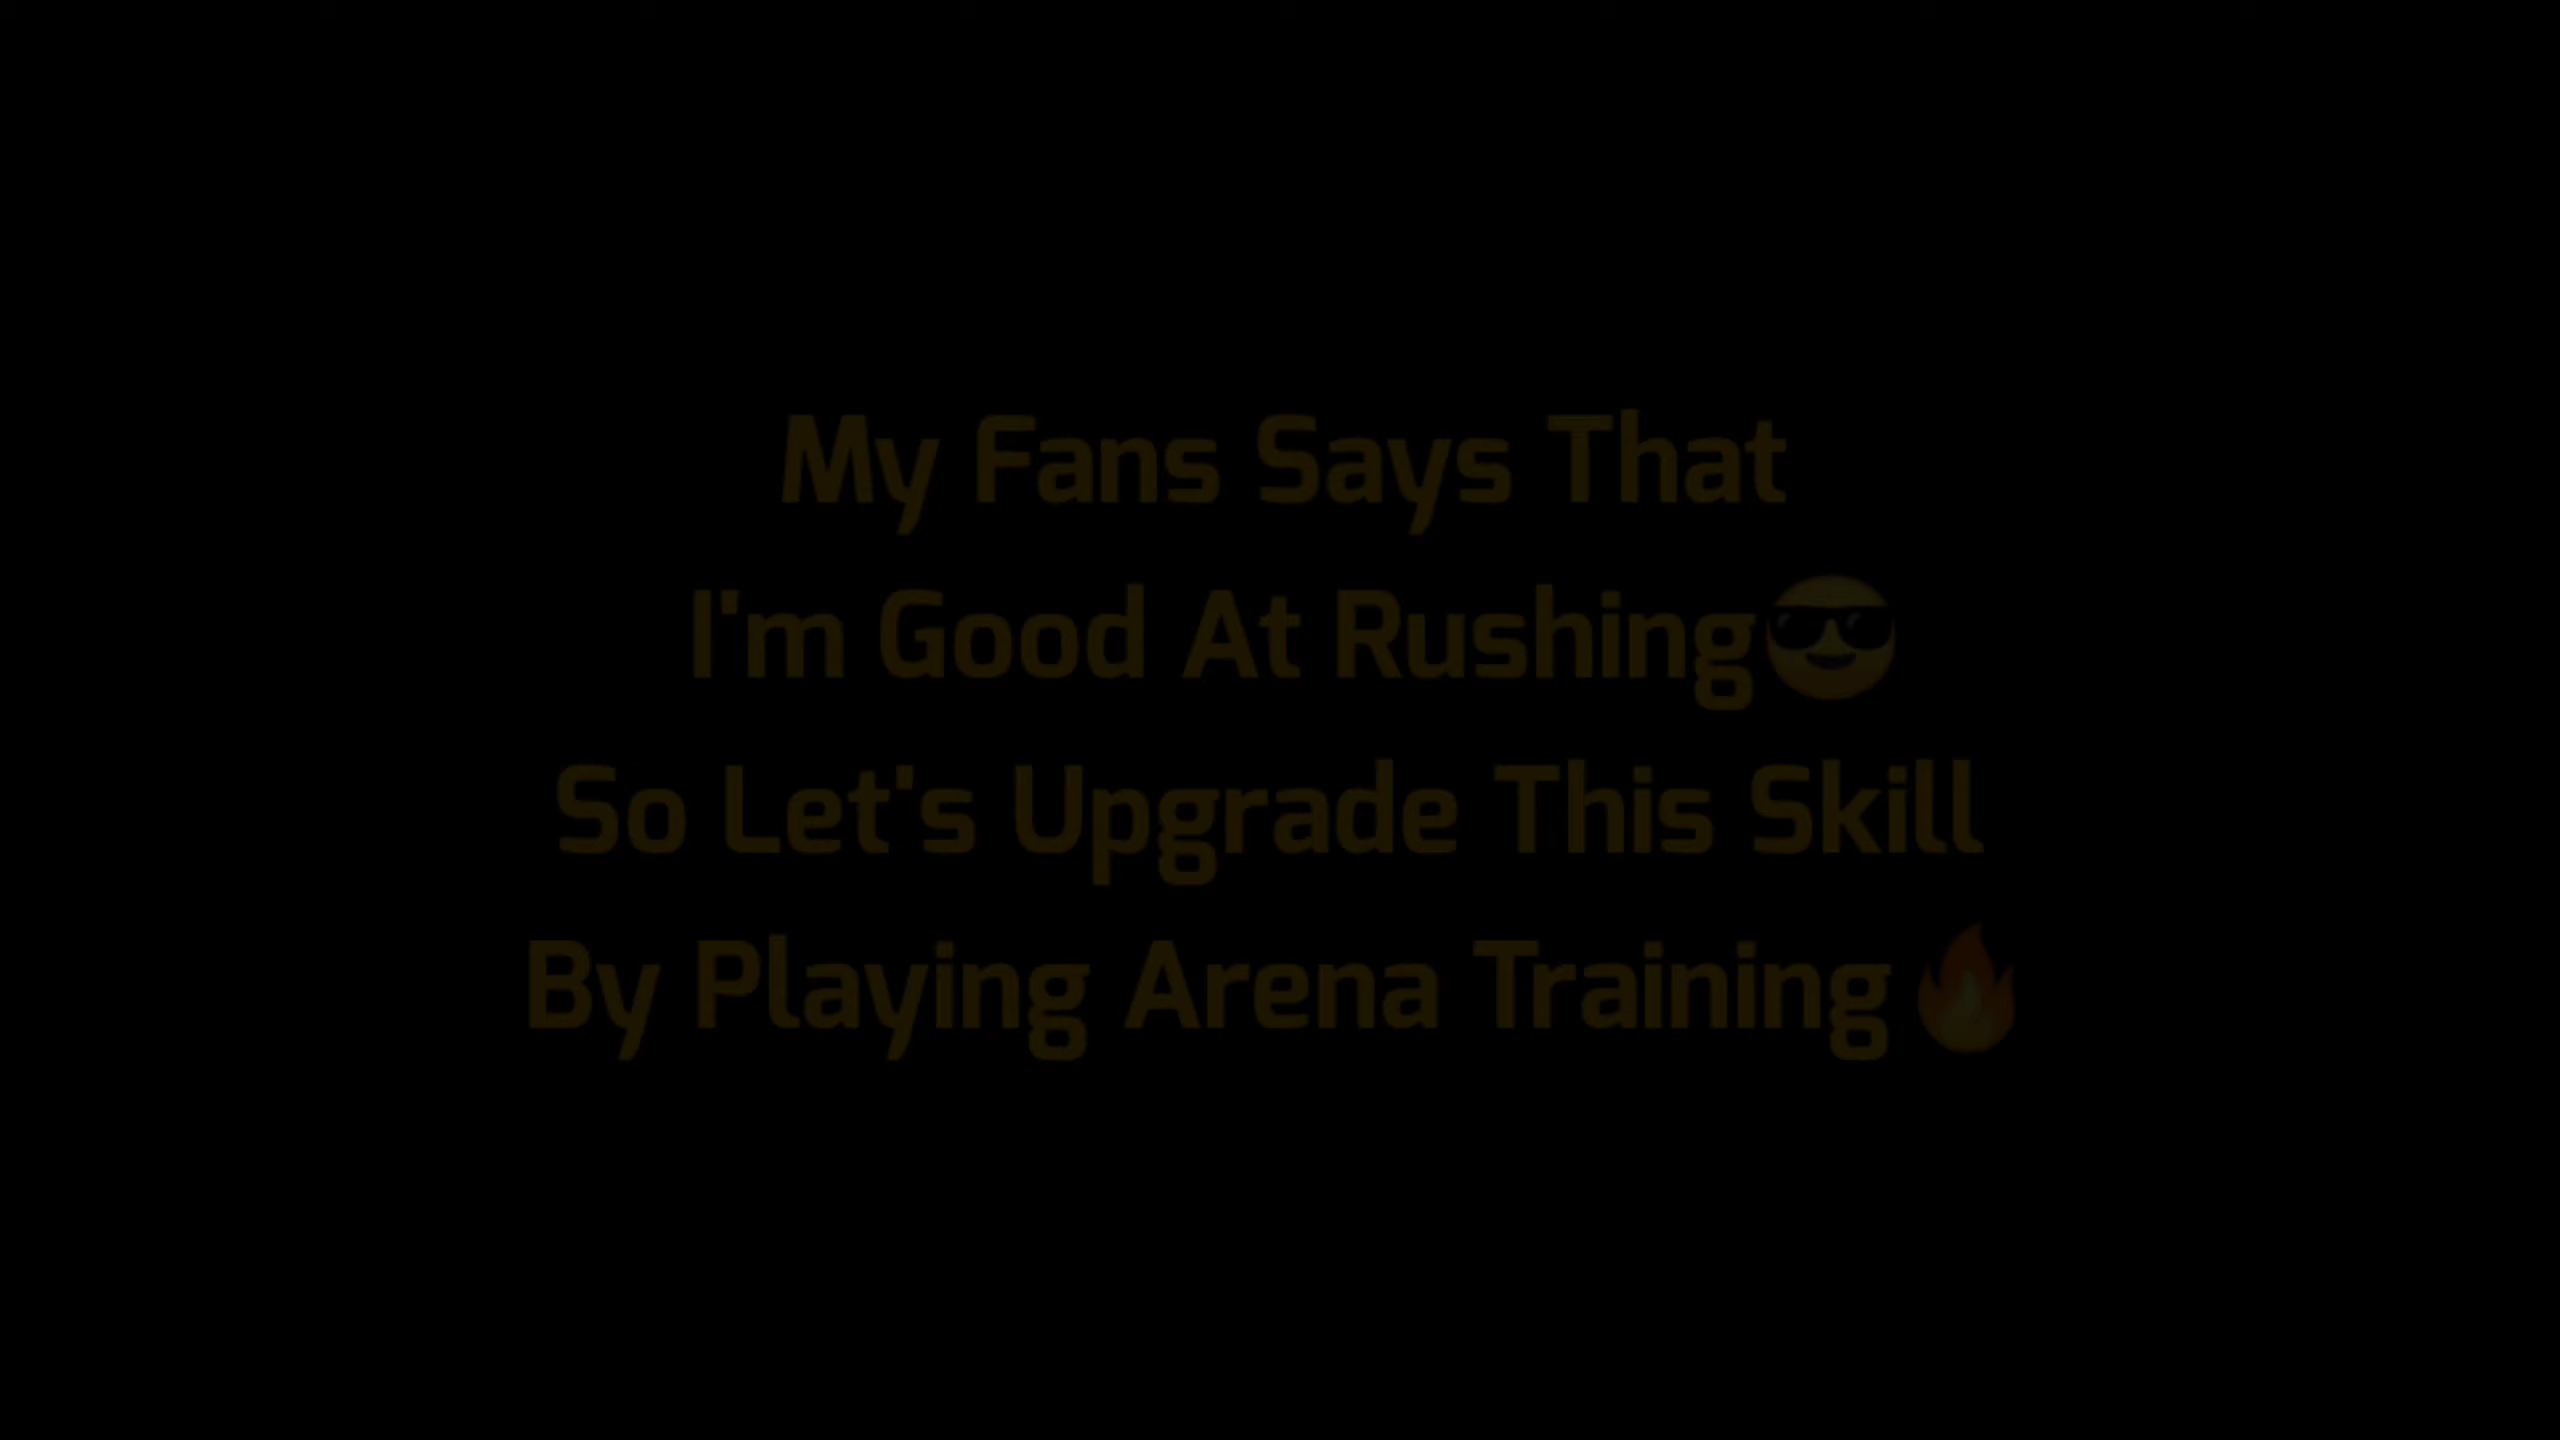 My Fans Says That
I'm Good At Rushing😎
So Let's Upgrade This Skill
By Playing Arena Training🔥